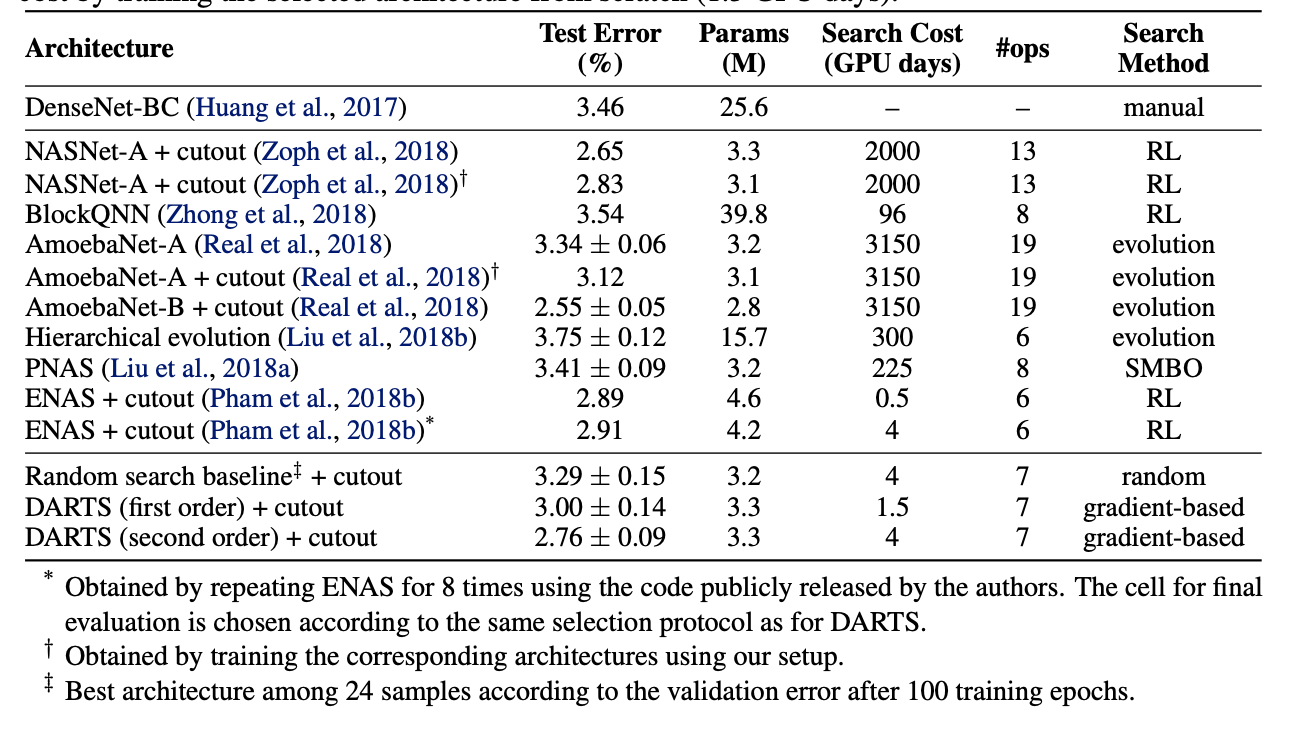 cost by training the selected architecture from scratch (1.5 GPU days).
Architecture Test Error (%) Params (M) Search Cost (GPU days) #ops Search Method
DenseNet-BC (Huang et al., 2017) 3.46 25.6 – – manual
NASNet-A + cutout (Zoph et al., 2018) 2.65 3.3 2000 13 RL
NASNet-A + cutout (Zoph et al., 2018)† 2.83 3.1 2000 13 RL
BlockQNN (Zhong et al., 2018) 3.54 39.8 96 8 RL
AmoebaNet-A (Real et al., 2018) 3.34 ± 0.06 3.2 3150 19 evolution
AmoebaNet-A + cutout (Real et al., 2018)† 3.12 3.1 3150 19 evolution
AmoebaNet-B + cutout (Real et al., 2018) 2.55 ± 0.05 2.8 3150 19 evolution
Hierarchical evolution (Liu et al., 2018b) 3.75 ± 0.12 15.7 300 6 evolution
PNAS (Liu et al., 2018a) 3.41 ± 0.09 3.2 225 8 SMBO
ENAS + cutout (Pham et al., 2018b) 2.89 4.6 0.5 6 RL
ENAS + cutout (Pham et al., 2018b)* 2.91 4.2 4 6 RL
Random search baseline‡ + cutout 3.29 ± 0.15 3.2 4 7 random
DARTS (first order) + cutout 3.00 ± 0.14 3.3 1.5 7 gradient-based
DARTS (second order) + cutout 2.76 ± 0.09 3.3 4 7 gradient-based
* Obtained by repeating ENAS for 8 times using the code publicly released by the authors. The cell for final
evaluation is chosen according to the same selection protocol as for DARTS.
† Obtained by training the corresponding architectures using our setup.
‡ Best architecture among 24 samples according to the validation error after 100 training epochs.